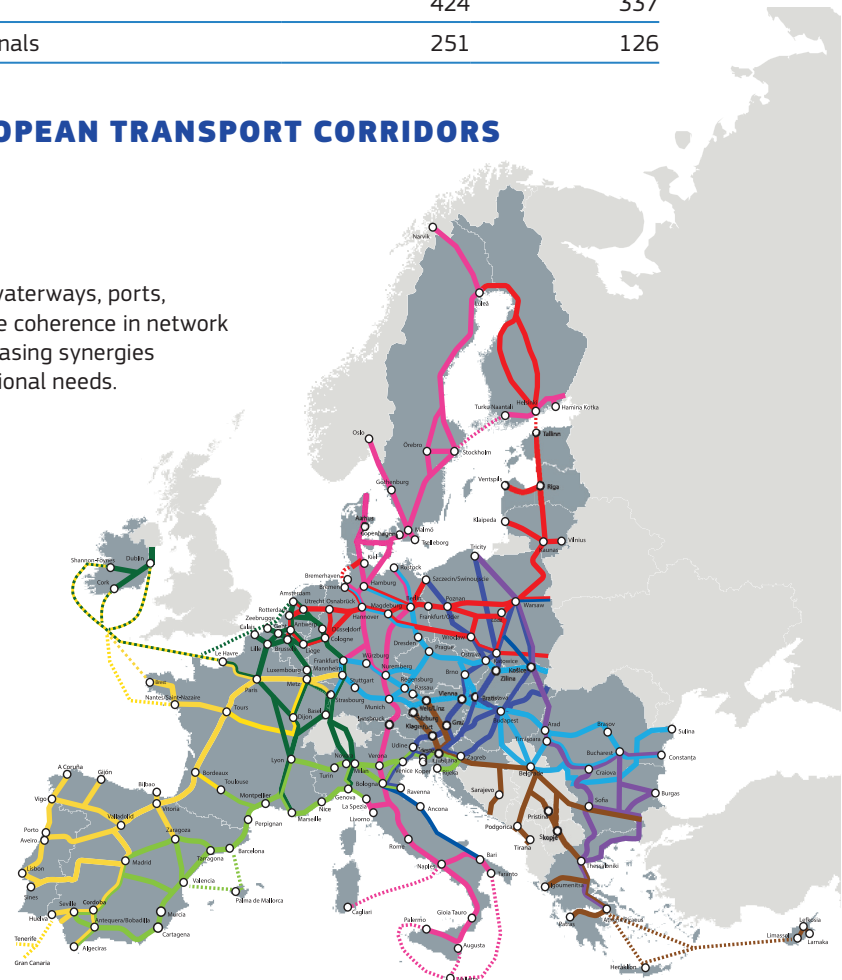 424 337
nals 251 126
OPEAN TRANSPORT CORRIDORS
vaterways, ports,
e coherence in network
asing synergies
ional needs.
Narvik
Luleå
Turku Naantali
Helsinki
Hamina Kotka
Oslo
Örebro
Stockholm
Tallinn
Gothenburg
Ventspils
Riga
Aarhus
Copenhagen
Malmö
Trelleborg
Klaipeda
Kaunas
Vilnius
Shannon-Foynes
Dublin
Cork
Kiel
Rostock
Tricity
Bremerhaven
Bremen
Hamburg
Szczecin/Swinoujscie
Amsterdam
Rotterdam
Utrecht
Osnabrück
Hannover
Magdeburg
Berlin
Frankfurt/Oder
Poznan
Warsaw
Zeebrugge
Antwerp
Düsseldorf
Calais
Lille
Brussels
Liège
Cologne
Dresden
Wroclaw
Le Havre
Luxembourg
Frankfurt
Mannheim
Würzburg
Prague
Ostrava
Katowice
Brest
Paris
Metz
Nuremberg
Regensburg
Brno
Zilina
Nantes/Saint-Nazaire
Tours
Strasbourg
Stuttgart
Passau
Dijon
Basel
Munich
Wels/Linz
Vienna
Bratislava
Innsbruck
Salzburg
Graz
Budapest
Klagenfurt
Arad
Brasov
Sulina
Lyon
Novara
Milan
Verona
Udine
Venice
Koper
Ljubljana
Rijeka
Zagreb
Timișoara
Bucharest
Constanța
Bordeaux
Turin
Belgrade
Craiova
A Coruña
Gijón
Bilbao
Toulouse
Montpellier
Genova
Bologna
Ravenna
Sarajevo
Burgas
Vigo
Vitoria
Marseille
Nice
La Spezia
Livorno
Ancona
Sofia
Valladolid
Perpignan
Pristina
Porto
Aveiro
Zaragoza
Podgorica
Skopje
Tirana
Madrid
Tarragona
Barcelona
Rome
Bari
Thessaloniki
Lisbon
Sines
Valencia
Palma de Mallorca
Naples
Taranto
Igoumenitsa
Seville
Cordoba
Huelva
Murcia
Cagliari
Palermo
Gioia Tauro
Patras
Antequera/Bobadilla
Cartagena
Tenerife
Algeciras
Augusta
Lefkosia
Limassol
Larnaka
Gran Canaria
Heraklion